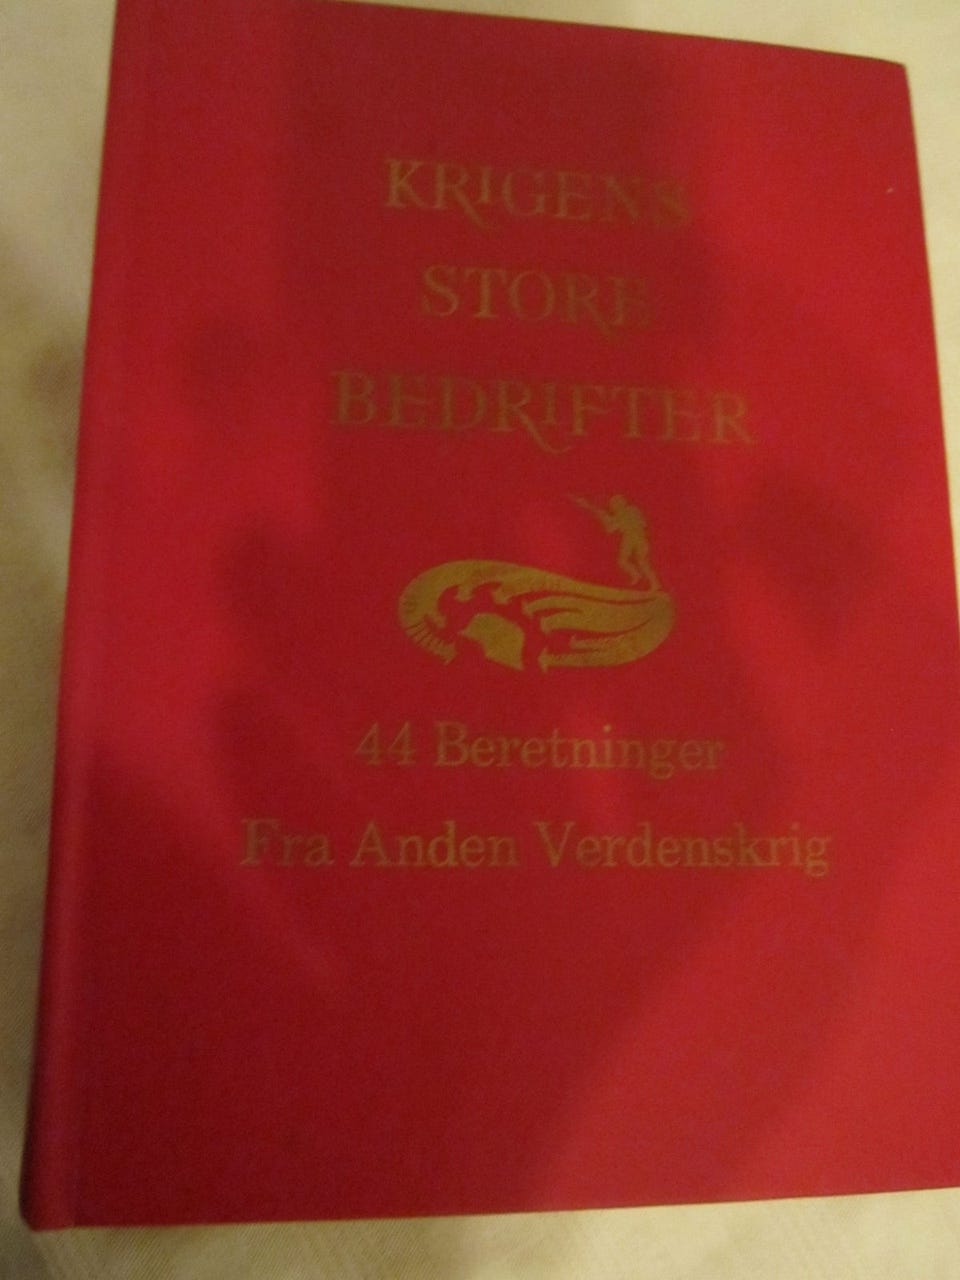 KRIGENS
STORE
BEDRIFTER
44 Beretninger
Fra Anden Verdenskrig